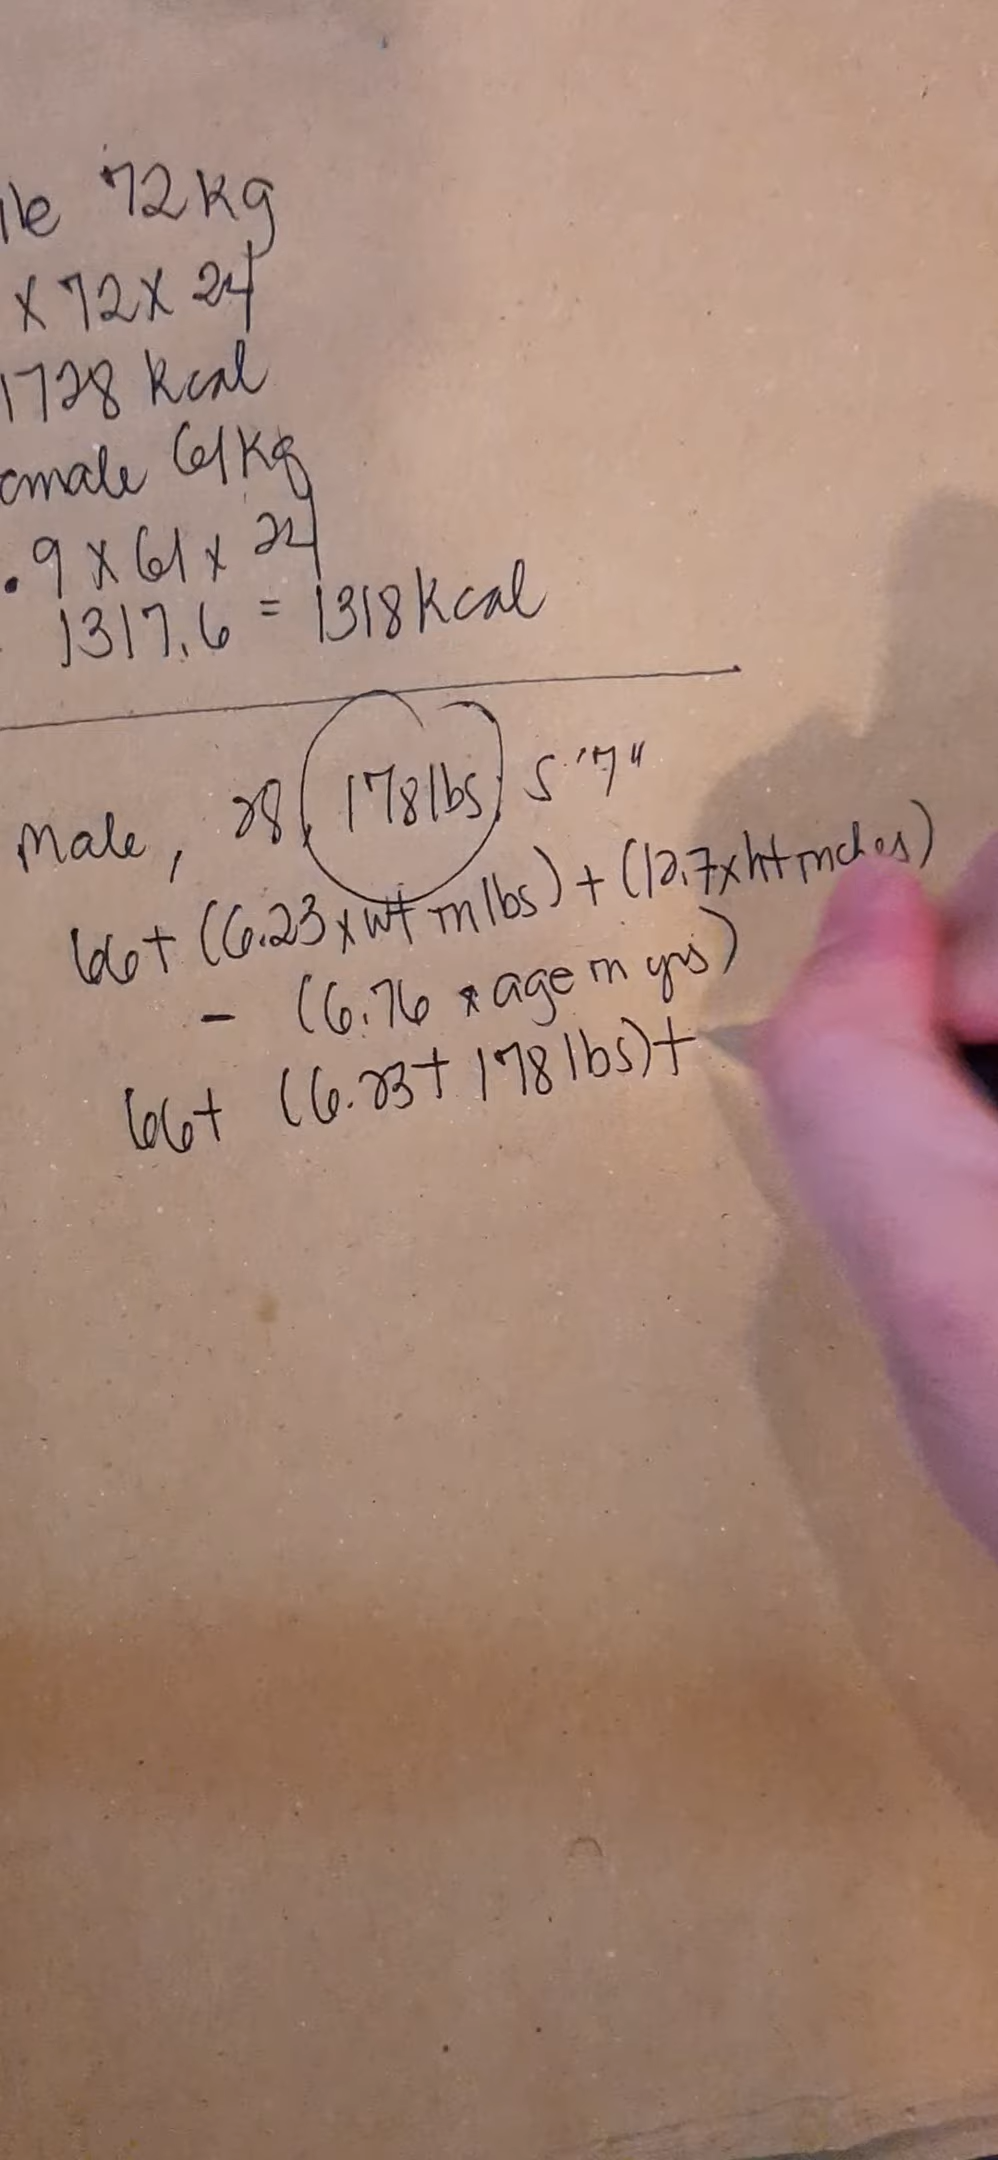 le 72kg
x 72 x 24
1728 kcal
emale 61kg
.9 x 61 x 24
1317.6 = 1318 kcal
Male, 28, 178 lbs, 5'7"
66+ (6.23 x wt in lbs) + (12.7 x ht inches)
- (6.76 x age in yrs)
66+ (6.23+ 178 lbs)+